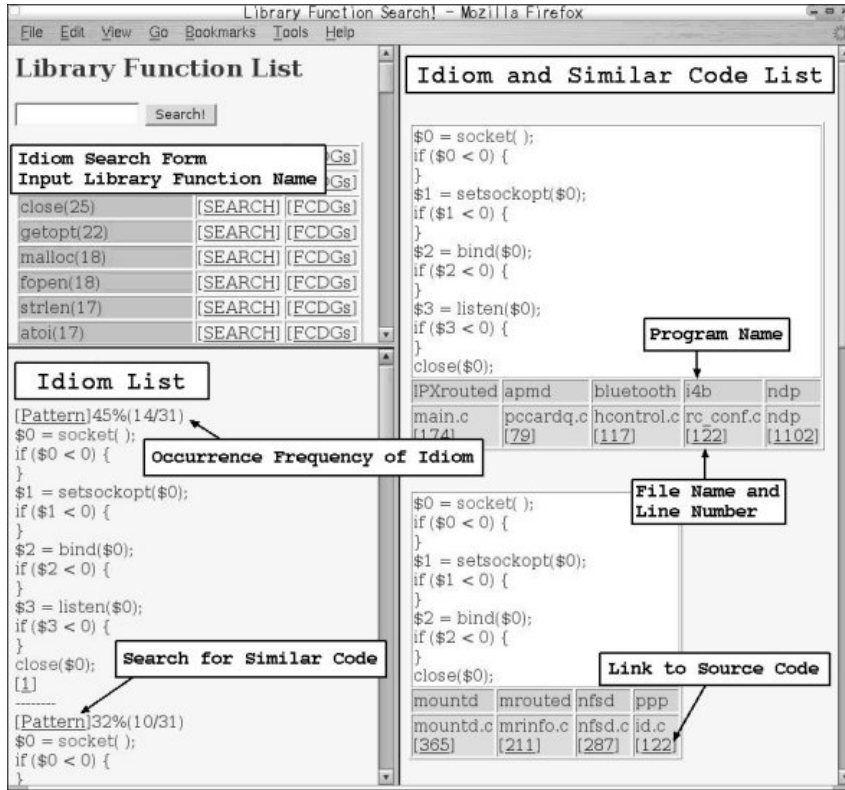 Library Function Search! - Mozilla Firefox
File Edit View Go Bookmarks Tools Help
Library Function List
Search!
Idiom Search Form
Input Library Function Name
DGs]
DGs]
close(25) [SEARCH] [FCDGs]
getopt(22) [SEARCH] [FCDGs]
malloc(18) [SEARCH] [FCDGs]
fopen(18) [SEARCH] [FCDGs]
strlen(17) [SEARCH] [FCDGs]
atoi(17) [SEARCH] [FCDGs]
Idiom List
[Pattern]45%(14/31)
$0 = socket( );
if ($0 < 0) {
}
$1 = setsockopt($0);
if ($1 < 0) {
}
$2 = bind($0);
if ($2 < 0) {
}
$3 = listen($0);
if ($3 < 0) {
}
close($0);
[1]
--------
[Pattern]32%(10/31)
$0 = socket( );
if ($0 < 0) {
}
Occurrence Frequency of Idiom
Search for Similar Code
Idiom and Similar Code List
$0 = socket( );
if ($0 < 0) {
}
$1 = setsockopt($0);
if ($1 < 0) {
}
$2 = bind($0);
if ($2 < 0) {
}
$3 = listen($0);
if ($3 < 0) {
}
close($0);
Program Name
IPXrouted apmd bluetooth i4b ndp
main.c pccardq.c hcontrol.c rc_conf.c ndp
[174] [79] [117] [122] [1102]
File Name and
Line Number
$0 = socket( );
if ($0 < 0) {
}
$1 = setsockopt($0);
if ($1 < 0) {
}
$2 = bind($0);
if ($2 < 0) {
}
close($0);
Link to Source Code
mountd mrouted nfsd ppp
mountd.c mrinfo.c nfsd.c id.c
[365] [211] [287] [122]